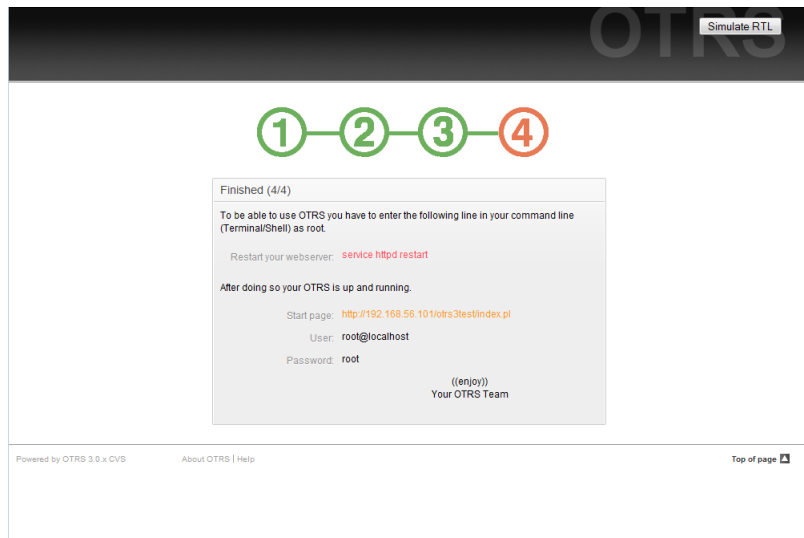 OTRS
Simulate RTL
1 2 3 4
Finished (4/4)
To be able to use OTRS you have to enter the following line in your command line
(Terminal/Shell) as root.
Restart your webserver: service httpd restart
After doing so your OTRS is up and running.
Start page: http://192.168.56.101/otrs3test/index.pl
User: root@localhost
Password: root
((enjoy))
Your OTRS Team
Powered by OTRS 3.0.x CVS About OTRS | Help Top of page